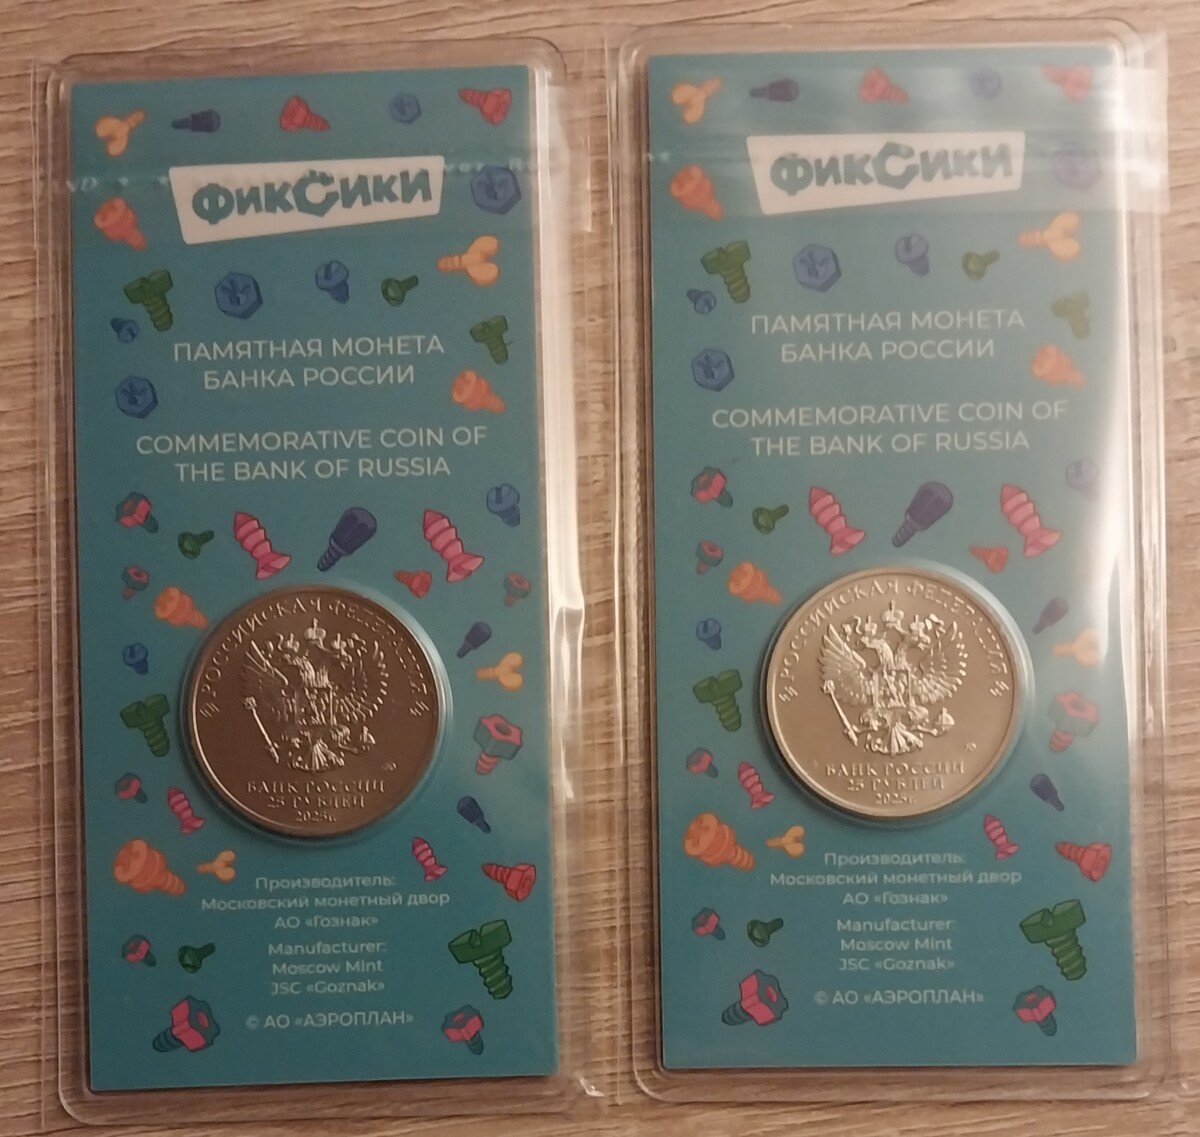 ФИКСИКИ
ПАМЯТНАЯ МОНЕТА
БАНКА РОССИИ
COMMEMORATIVE COIN OF
THE BANK OF RUSSIA
РОССИЙСКАЯ ФЕДЕРАЦИЯ
БАНК РОССИИ
25 РУБЛЕЙ
2025г.
Производитель:
Московский монетный двор
АО «Гознак»
Manufacturer:
Moscow Mint
JSC «Goznak»
© АО «АЭРОПЛАН»
ФИКСИКИ
ПАМЯТНАЯ МОНЕТА
БАНКА РОССИИ
COMMEMORATIVE COIN OF
THE BANK OF RUSSIA
РОССИЙСКАЯ ФЕДЕРАЦИЯ
БАНК РОССИИ
25 РУБЛЕЙ
2025г.
Производитель:
Московский монетный двор
АО «Гознак»
Manufacturer:
Moscow Mint
JSC «Goznak»
© АО «АЭРОПЛАН»